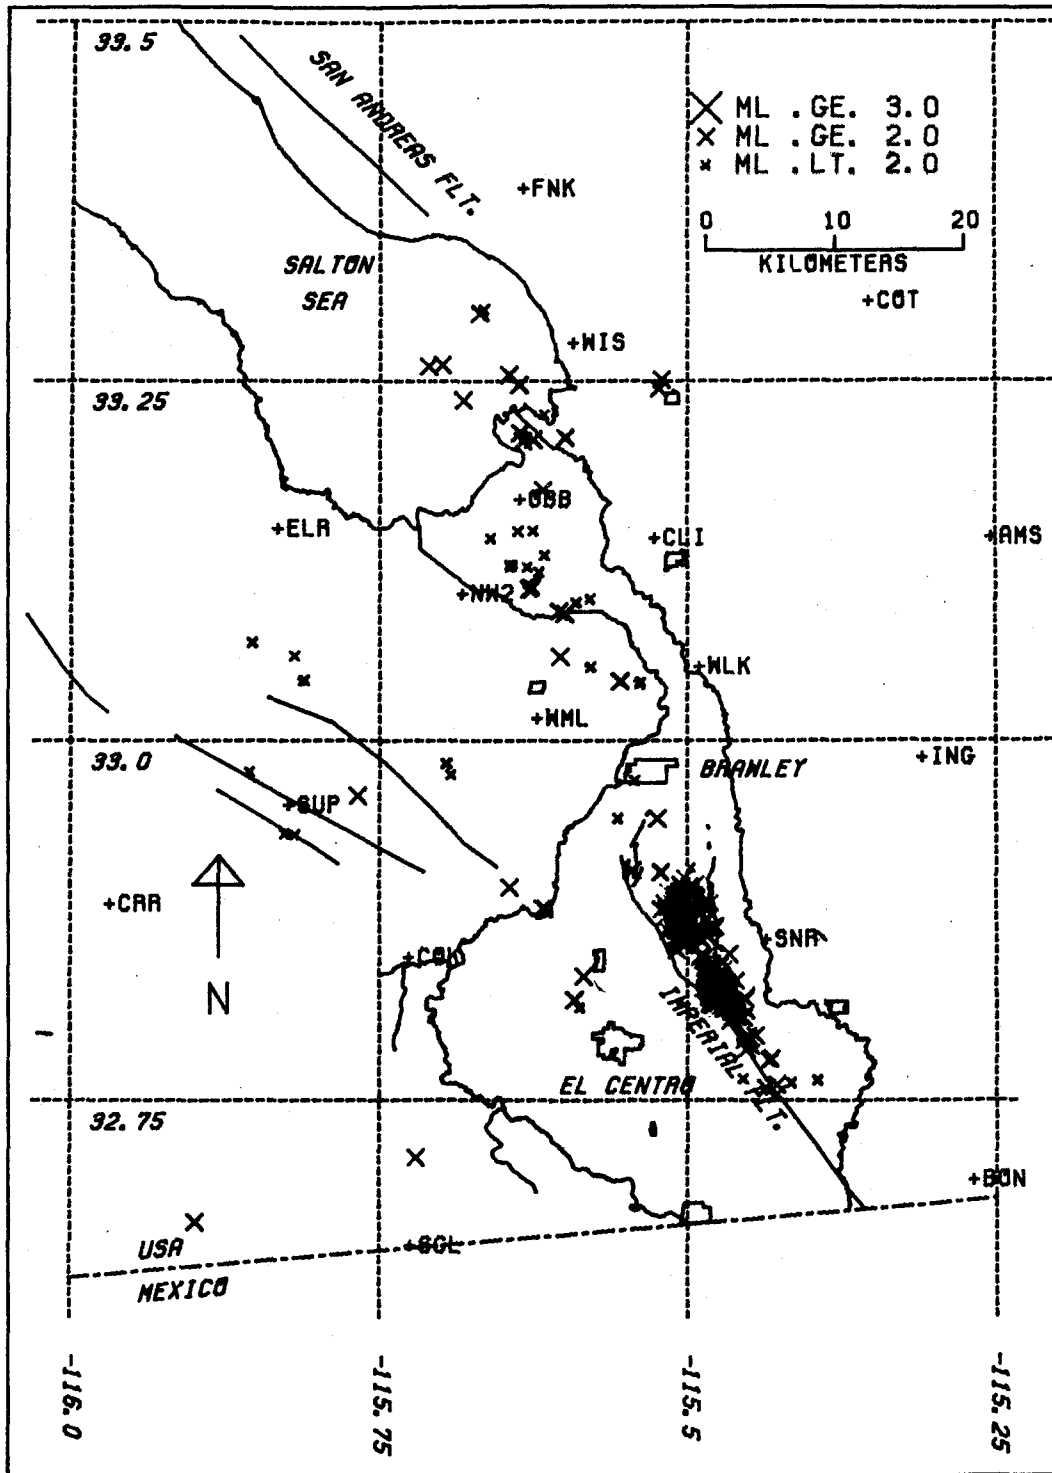 33.5
SAN ANDREAS FLT.
ML .GE. 3.0
ML .GE. 2.0
ML .LT. 2.0
+FNK
0 10 20
KILOMETERS
SALTON
SEA
+COT
+WIS
33.25
+OBB
+ELR
+CLI
+AMS
+NW2
+WLK
+WML
33.0
BRAWLEY
+ING
+SUP
+CRR
+SNR
N
IMPERIAL FLT.
EL CENTRO
32.75
+BON
USA
+SGL
MEXICO
-116.0
-115.75
-115.5
-115.25